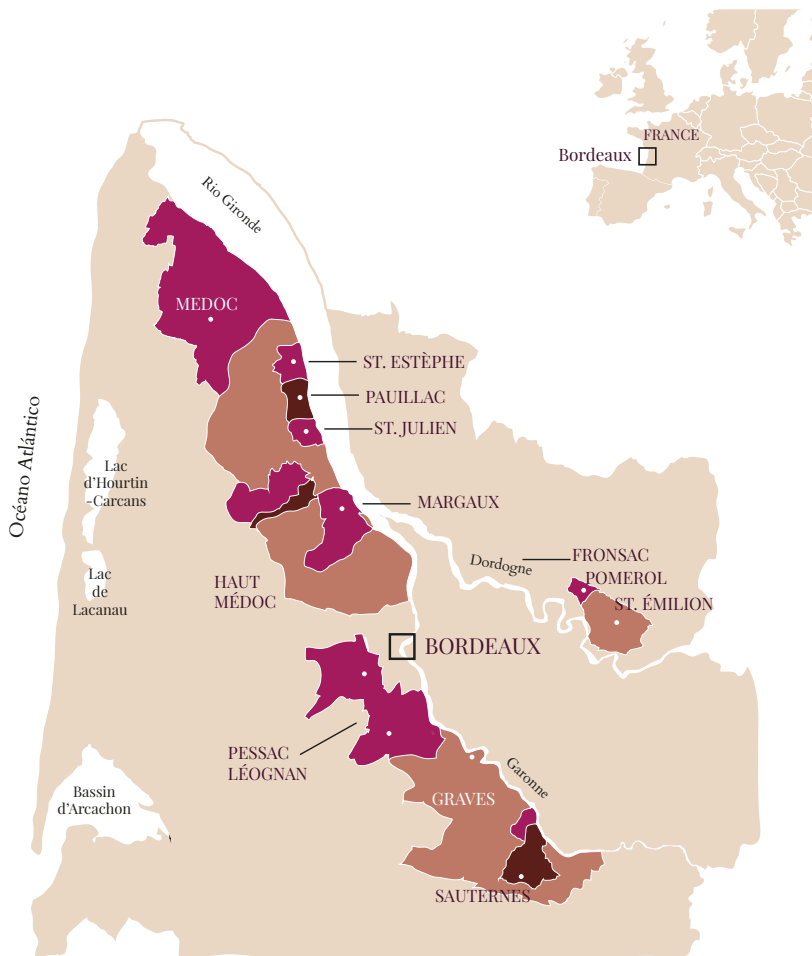 FRANCE
Bordeaux
Rio Gironde
MEDOC
ST. ESTÈPHE
PAUILLAC
ST. JULIEN
Océano Atlántico
Lac
d'Hourtin
-Carcans
MARGAUX
Dordogne
FRONSAC
POMEROL
ST. ÉMILION
Lac
de
Lacanau
HAUT
MÉDOC
BORDEAUX
PESSAC
LÉOGNAN
Garonne
GRAVES
Bassin
d'Arcachon
SAUTERNES